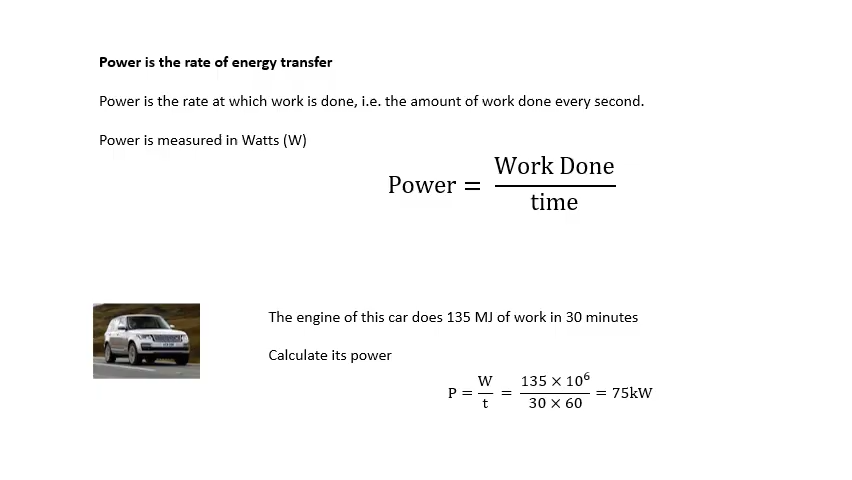 Power is the rate of energy transfer
Power is the rate at which work is done, i.e. the amount of work done every second.
Power is measured in Watts (W)
Power = Work Done / time
The engine of this car does 135 MJ of work in 30 minutes
Calculate its power
P = W/t = 135 × 10⁶ / 30 × 60 = 75kW